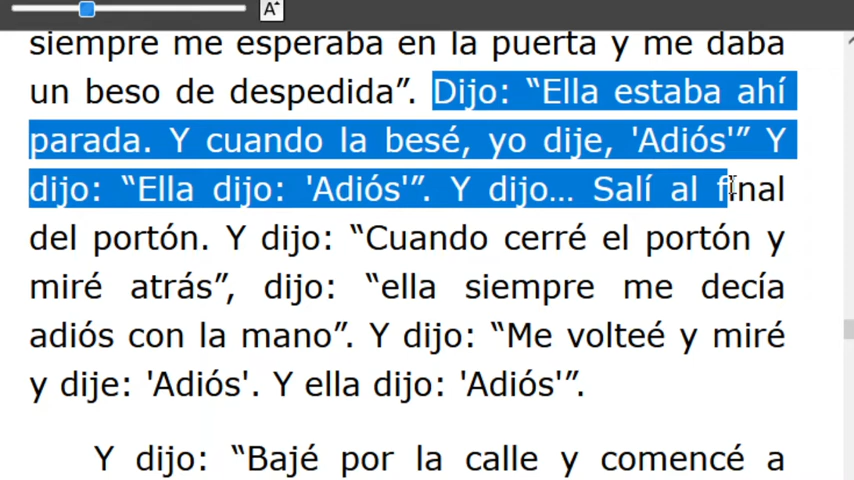 A
siempre me esperaba en la puerta y me daba
un beso de despedida”. Dijo: “Ella estaba ahí
parada. Y cuando la besé, yo dije, 'Adiós'” Y
dijo: “Ella dijo: 'Adiós'”. Y dijo… Salí al final
del portón. Y dijo: “Cuando cerré el portón y
miré atrás”, dijo: “ella siempre me decía
adiós con la mano”. Y dijo: “Me volteé y miré
y dije: 'Adiós'. Y ella dijo: 'Adiós'”.
Y dijo: “Bajé por la calle y comencé a